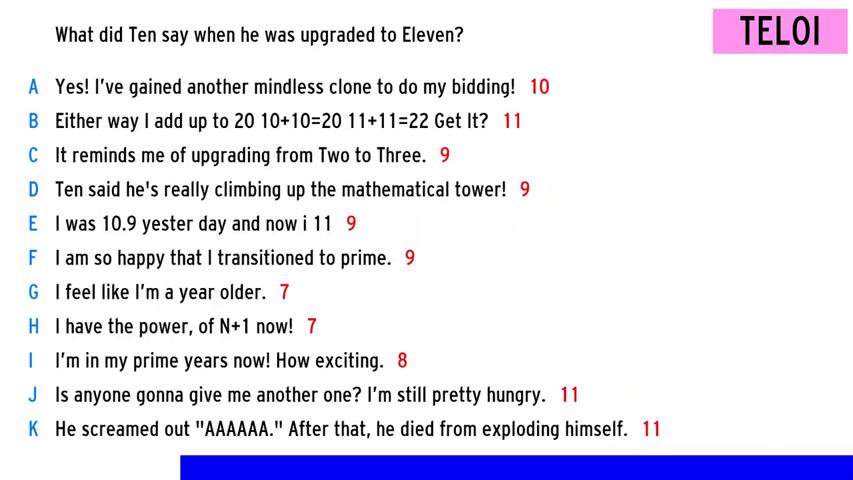 What did Ten say when he was upgraded to Eleven?
TELOI
A Yes! I've gained another mindless clone to do my bidding! 10
B Either way I add up to 20 10+10=20 11+11=22 Get It? 11
C It reminds me of upgrading from Two to Three. 9
D Ten said he's really climbing up the mathematical tower! 9
E I was 10.9 yester day and now i 11 9
F I am so happy that I transitioned to prime. 9
G I feel like I'm a year older. 7
H I have the power, of N+1 now! 7
I I'm in my prime years now! How exciting. 8
J Is anyone gonna give me another one? I'm still pretty hungry. 11
K He screamed out "AAAAAA." After that, he died from exploding himself. 11